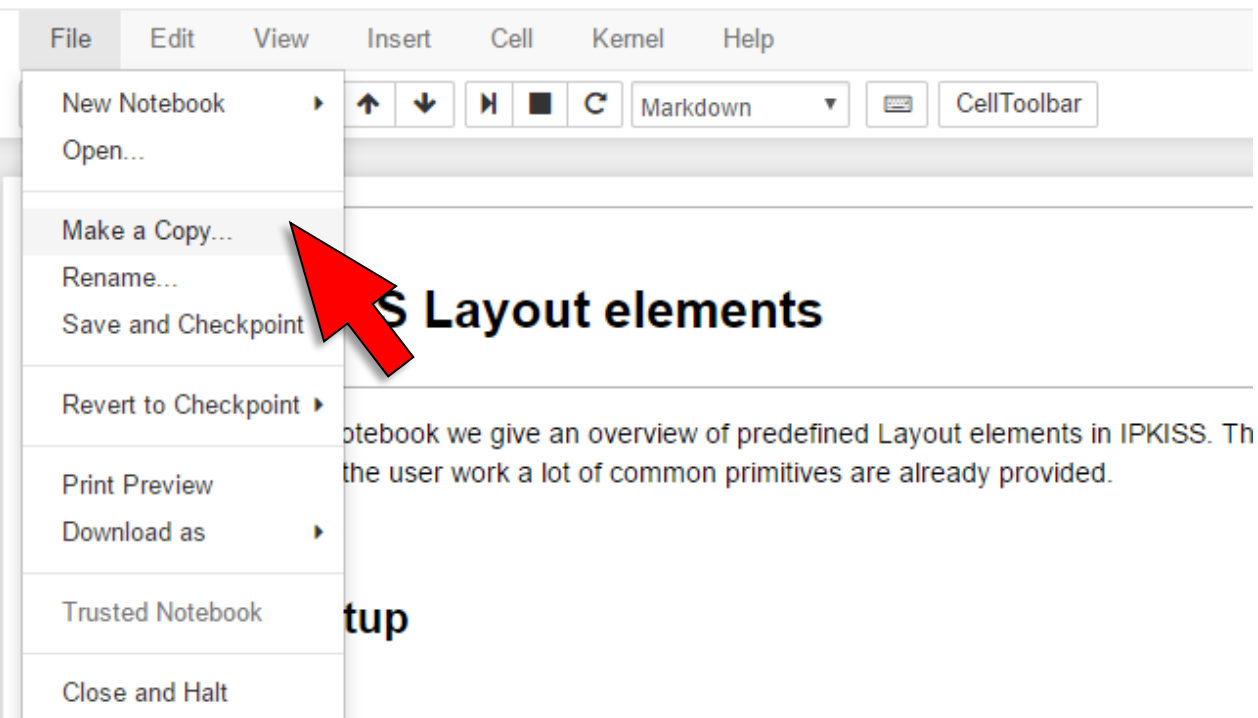 File Edit View Insert Cell Kernel Help
New Notebook
Markdown
CellToolbar
Open...
Make a Copy...
Rename...
S Layout elements
Save and Checkpoint
Revert to Checkpoint
otebook we give an overview of predefined Layout elements in IPKISS. Th
the user work a lot of common primitives are already provided.
Print Preview
Download as
Trusted Notebook
tup
Close and Halt